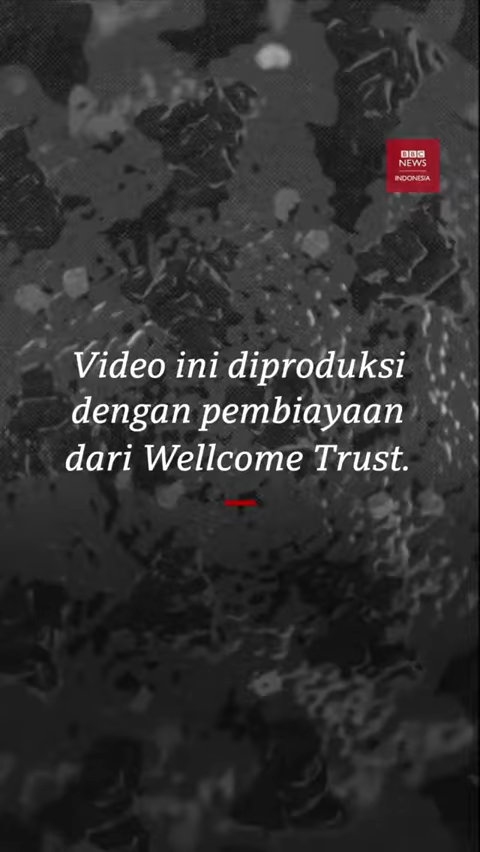 BBC
NEWS
INDONESIA
Video ini diproduksi
dengan pembiayaan
dari Wellcome Trust.